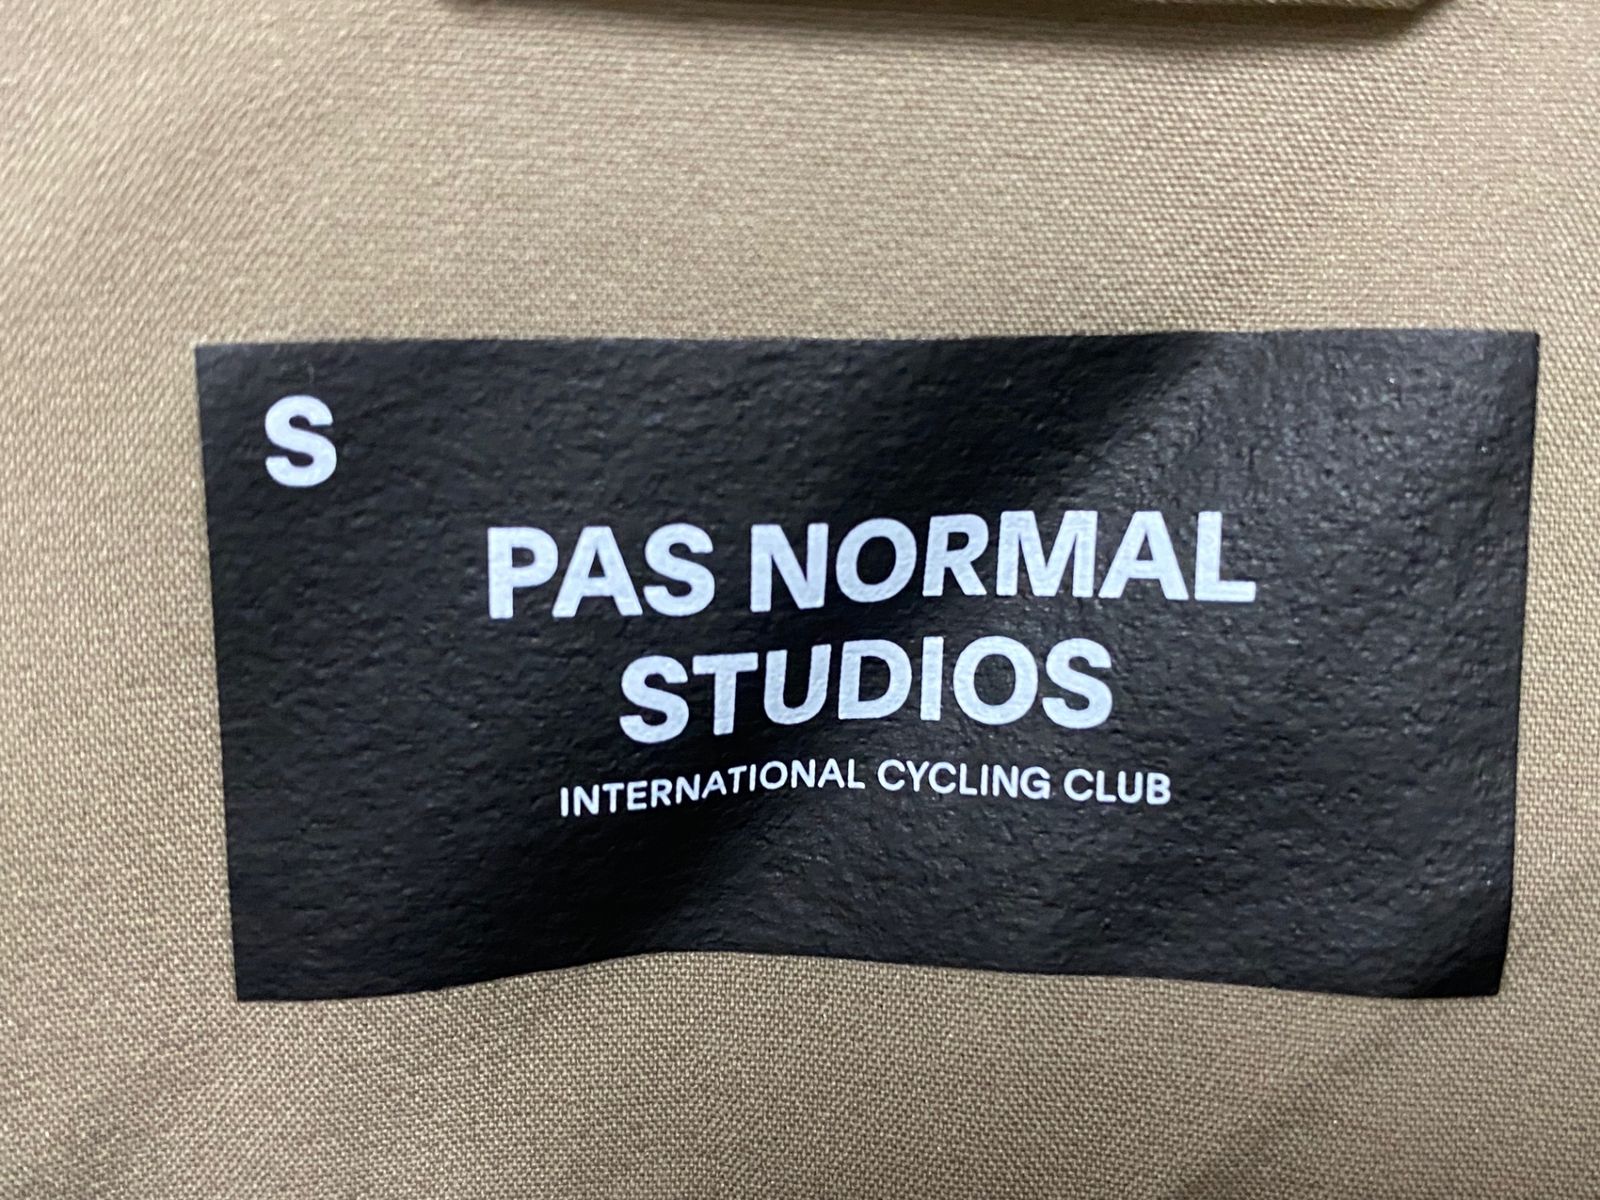 S
PAS NORMAL
STUDIOS
INTERNATIONAL CYCLING CLUB